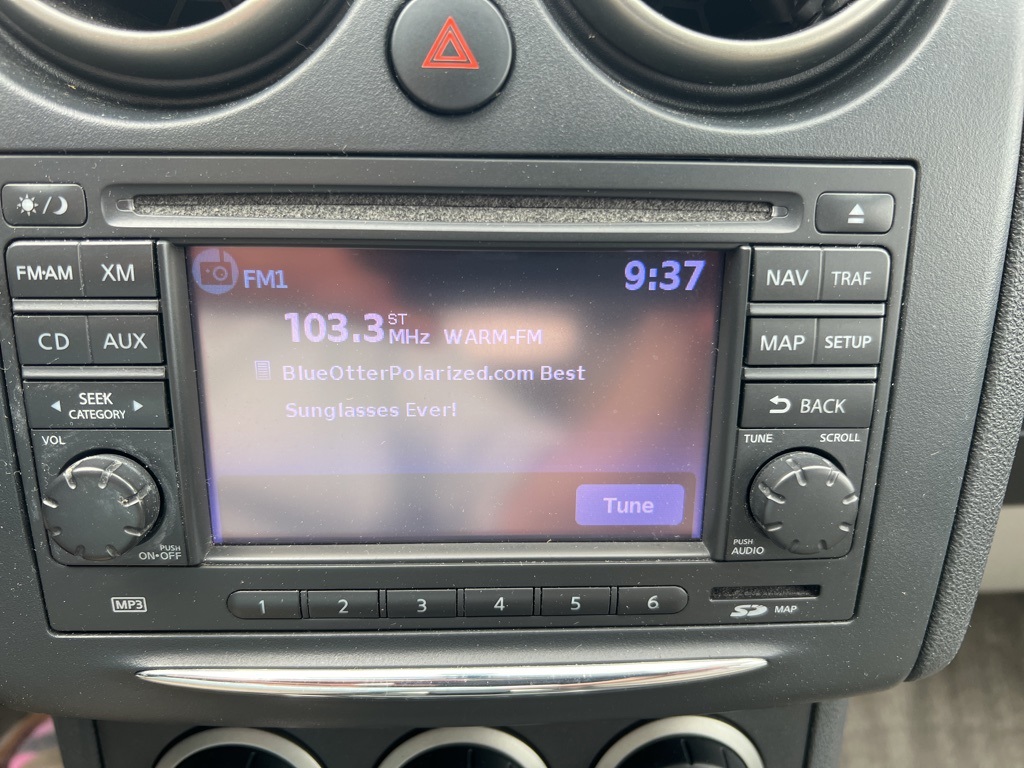 FM•AM XM
CD AUX
SEEK
CATEGORY
VOL
PUSH
ON•OFF
FM1 9:37
103.3 ST MHz WARM-FM
BlueOtterPolarized.com Best
Sunglasses Ever!
Tune
NAV TRAF
MAP SETUP
BACK
TUNE SCROLL
PUSH
AUDIO
MP3 1 2 3 4 5 6 SD MAP